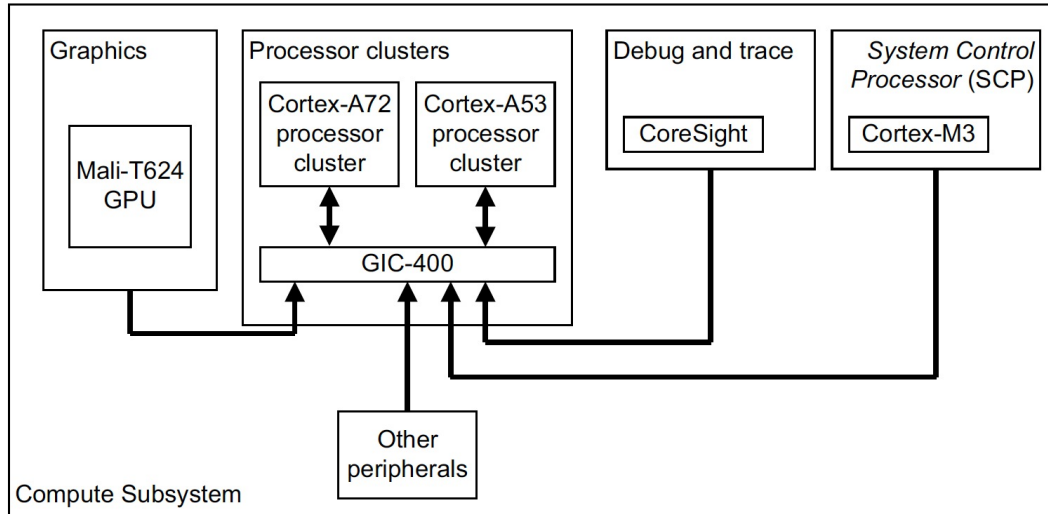 Graphics
Mali-T624
GPU
Processor clusters
Cortex-A72
processor
cluster
Cortex-A53
processor
cluster
GIC-400
Debug and trace
CoreSight
System Control
Processor (SCP)
Cortex-M3
Other
peripherals
Compute Subsystem